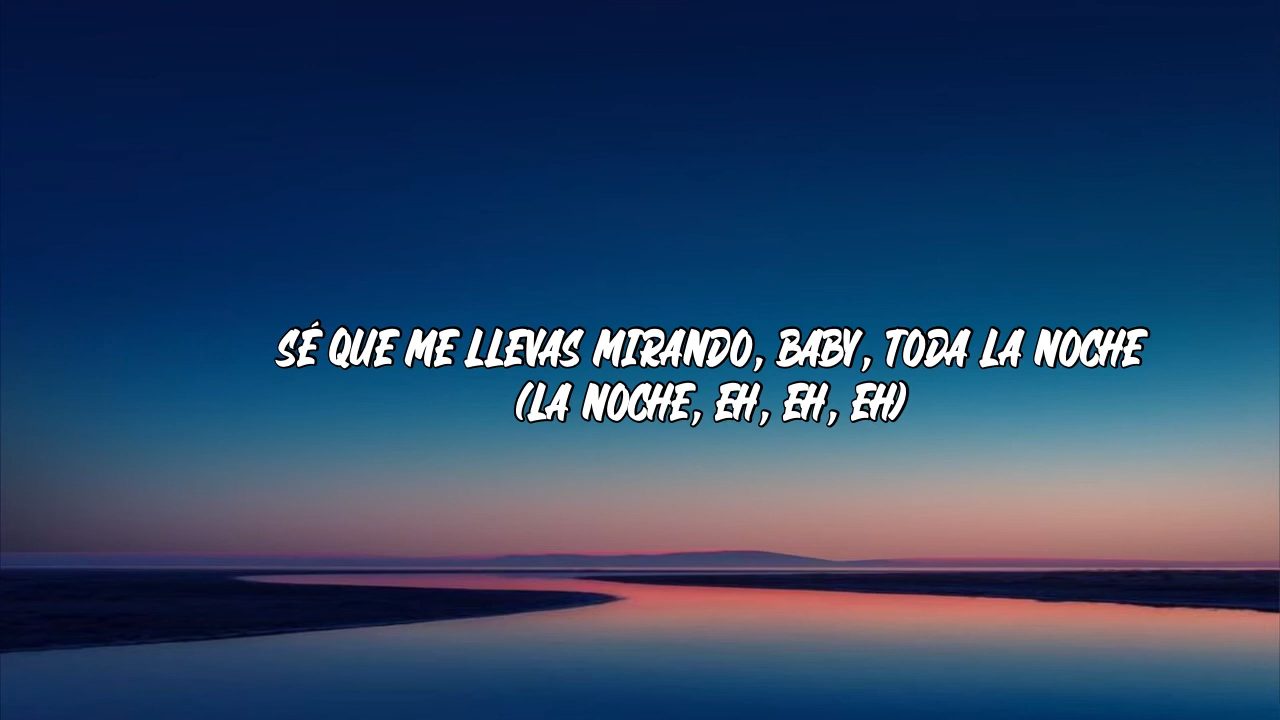 SÉ QUE ME LLEVAS MIRANDO, BABY, TODA LA NOCHE
(LA NOCHE, EH, EH, EH)